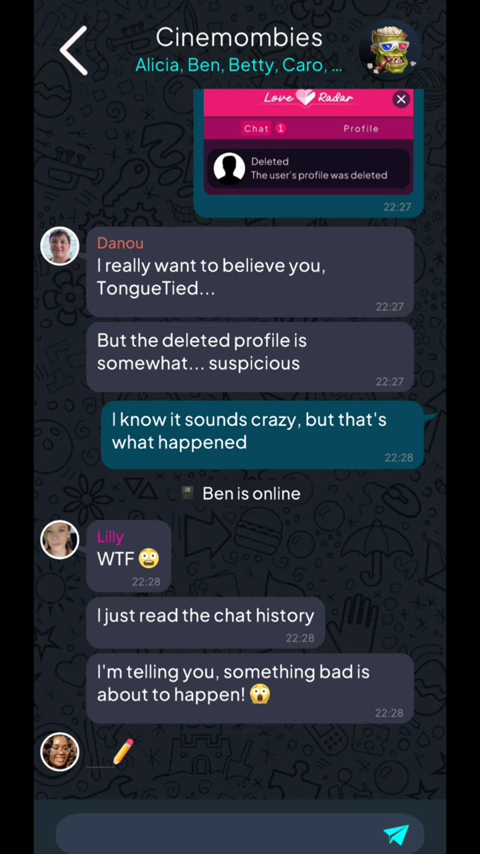 Cinemombies
Alicia, Ben, Betty, Caro, ...
Love Radar
Chat 1 Profile
Deleted
The user's profile was deleted
22:27
Danou
I really want to believe you,
TongueTied...
22:27
But the deleted profile is
somewhat... suspicious
22:27
I know it sounds crazy, but that's
what happened
22:28
Ben is online
Lilly
WTF 😲
22:28
I just read the chat history
22:28
I'm telling you, something bad is
about to happen! 😱
22:28